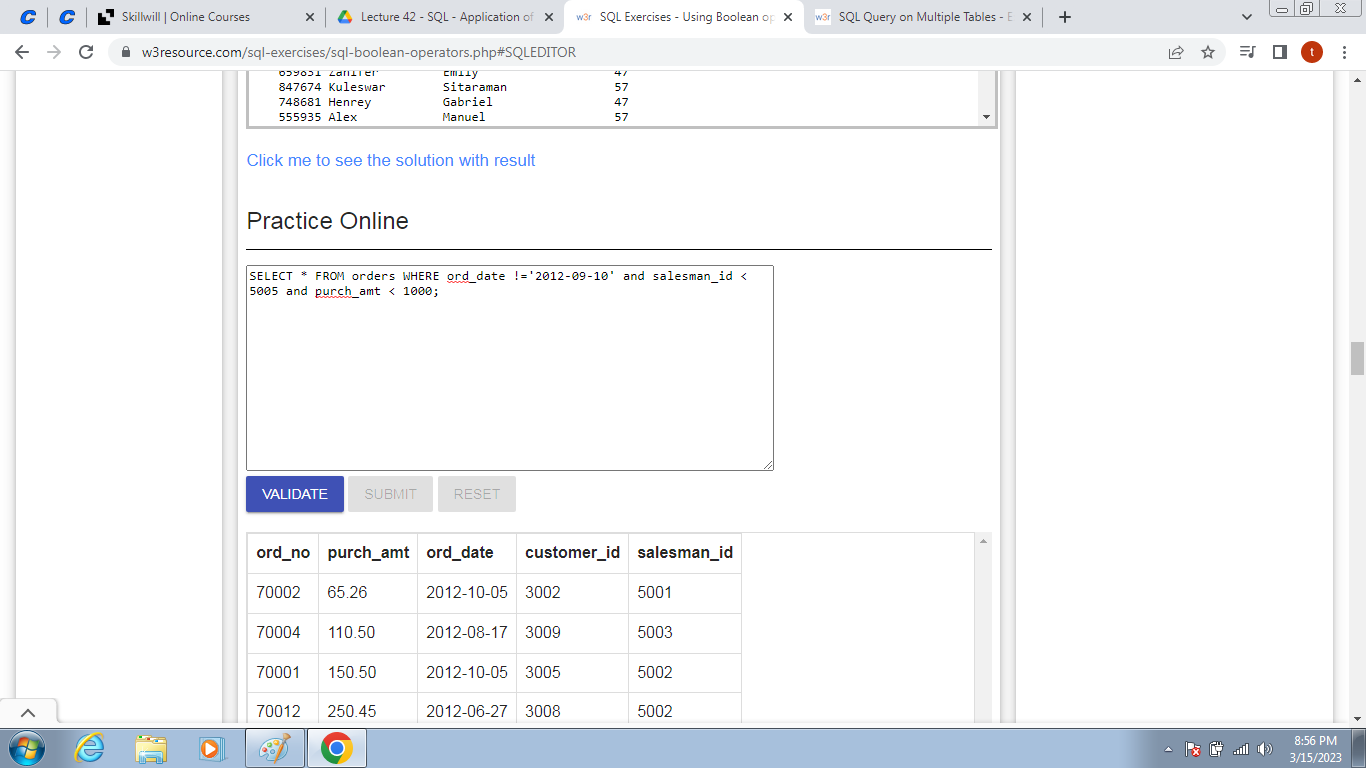 Skillwill | Online Courses
Lecture 42 - SQL - Application of
w3r SQL Exercises - Using Boolean op
w3r SQL Query on Multiple Tables - E
w3resource.com/sql-exercises/sql-boolean-operators.php#SQLEDITOR
t
659831 Zanifer Emily 47
847674 Kuleswar Sitaraman 57
748681 Henrey Gabriel 47
555935 Alex Manuel 57
Click me to see the solution with result
Practice Online
SELECT * FROM orders WHERE ord_date !='2012-09-10' and salesman_id <
5005 and purch_amt < 1000;
VALIDATE SUBMIT RESET
ord_no purch_amt ord_date customer_id salesman_id
70002 65.26 2012-10-05 3002 5001
70004 110.50 2012-08-17 3009 5003
70001 150.50 2012-10-05 3005 5002
70012 250.45 2012-06-27 3008 5002
8:56 PM
3/15/2023